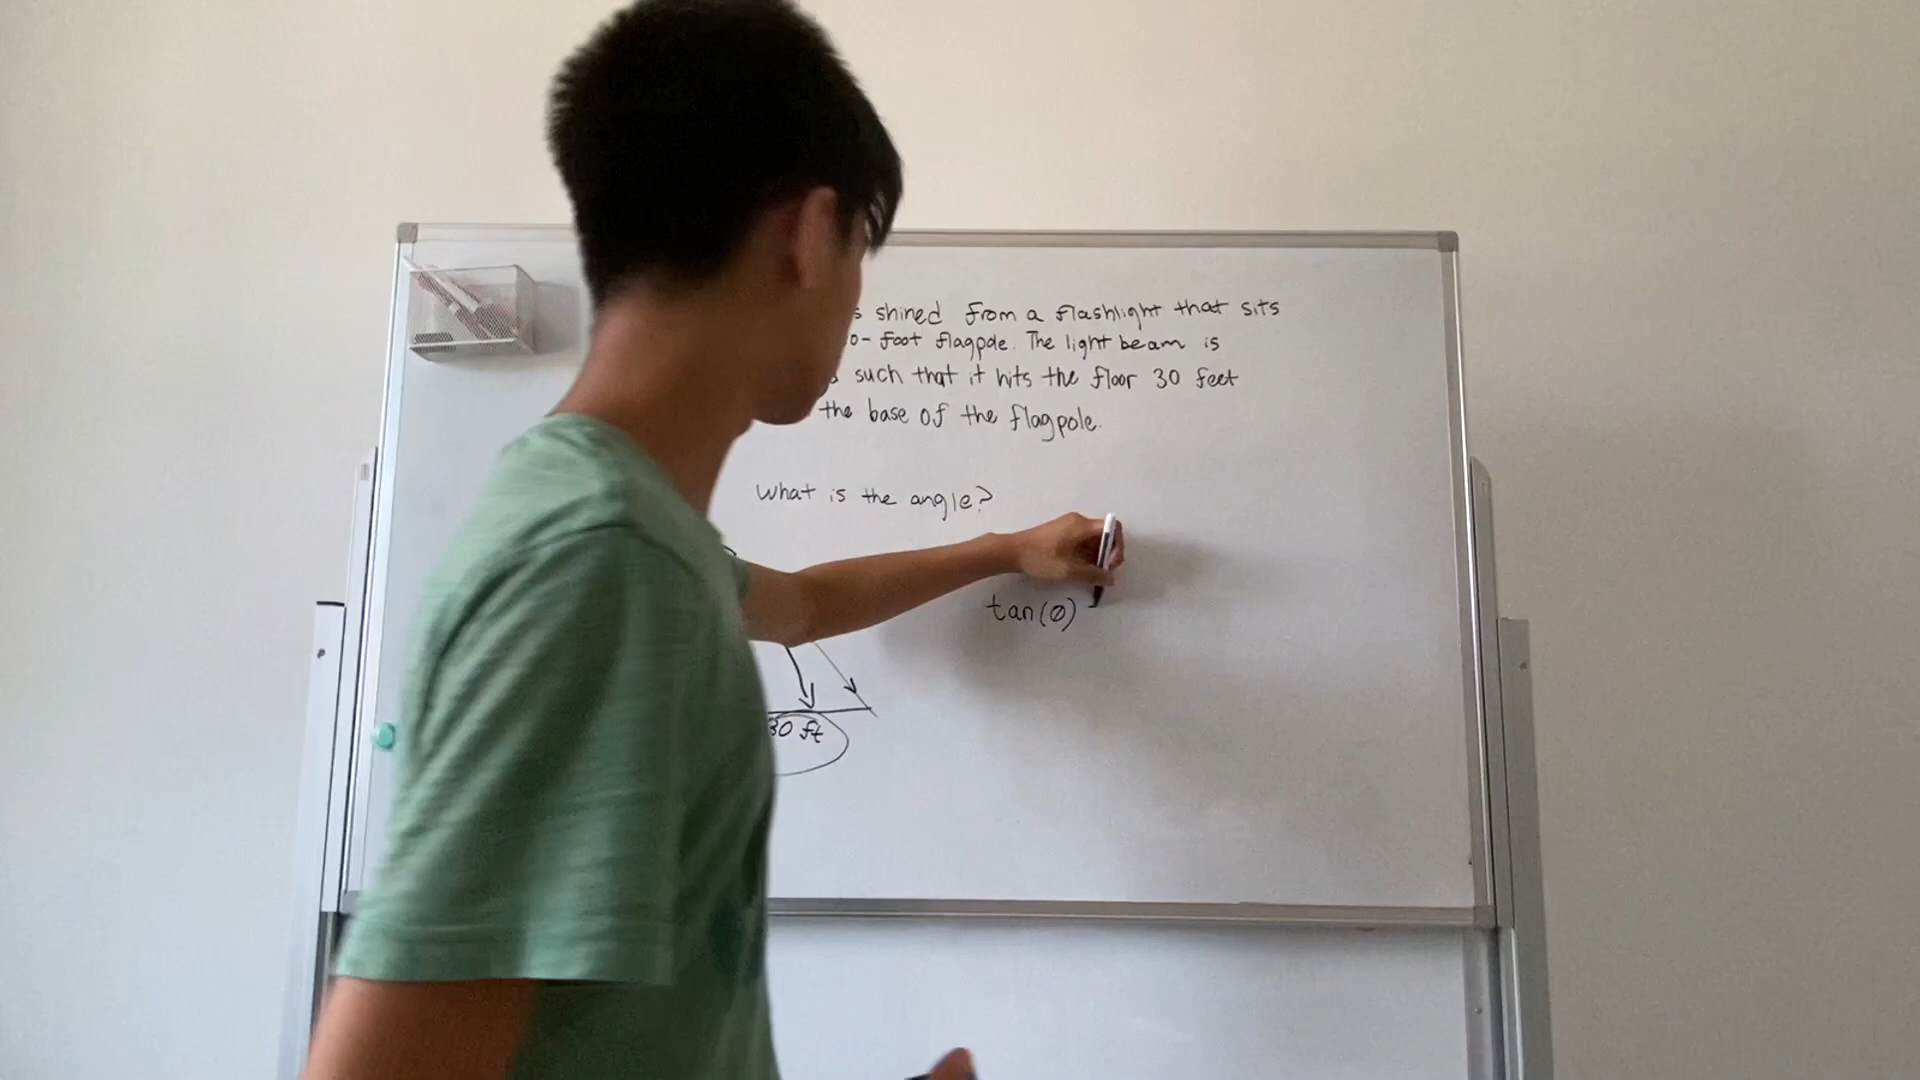 shined from a flashlight that sits
0-foot flagpole. The light beam is
such that it hits the floor 30 feet
the base of the flagpole.
What is the angle?
tan(θ)
30 ft